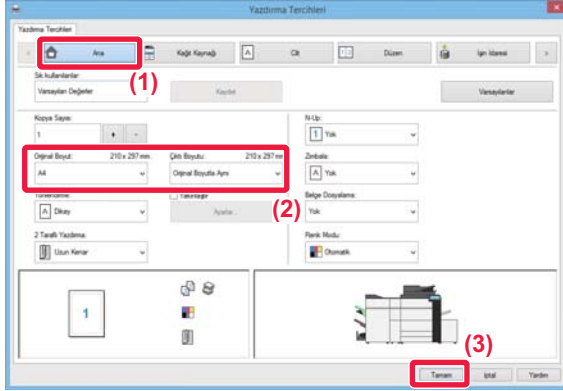 Yazdırma Tercihleri
Yazdırma Tercihleri
Ana
Kağıt Kaynağı
Cilt
Düzen
İşin İdaresi
(1)
Sık kullanılanlar:
Varsayılan Değerler
Kaydet
Varsayılanlar
Kopya Sayısı:
1
+
-
N-Up:
1 Yok
Orijinal Boyut: 210 x 297 mm
A4
Çıktı Boyutu: 210 x 297 mm
Orijinal Boyutla Aynı
Zımbala:
A Yok
(2)
Yönlendirme:
A Dikey
Yakınlaştır
Ayarlar...
Belge Dosyalama:
Yok
2 Taraflı Yazdırma:
Uzun Kenar
Renk Modu:
Otomatik
1
(3)
Tamam
İptal
Yardım